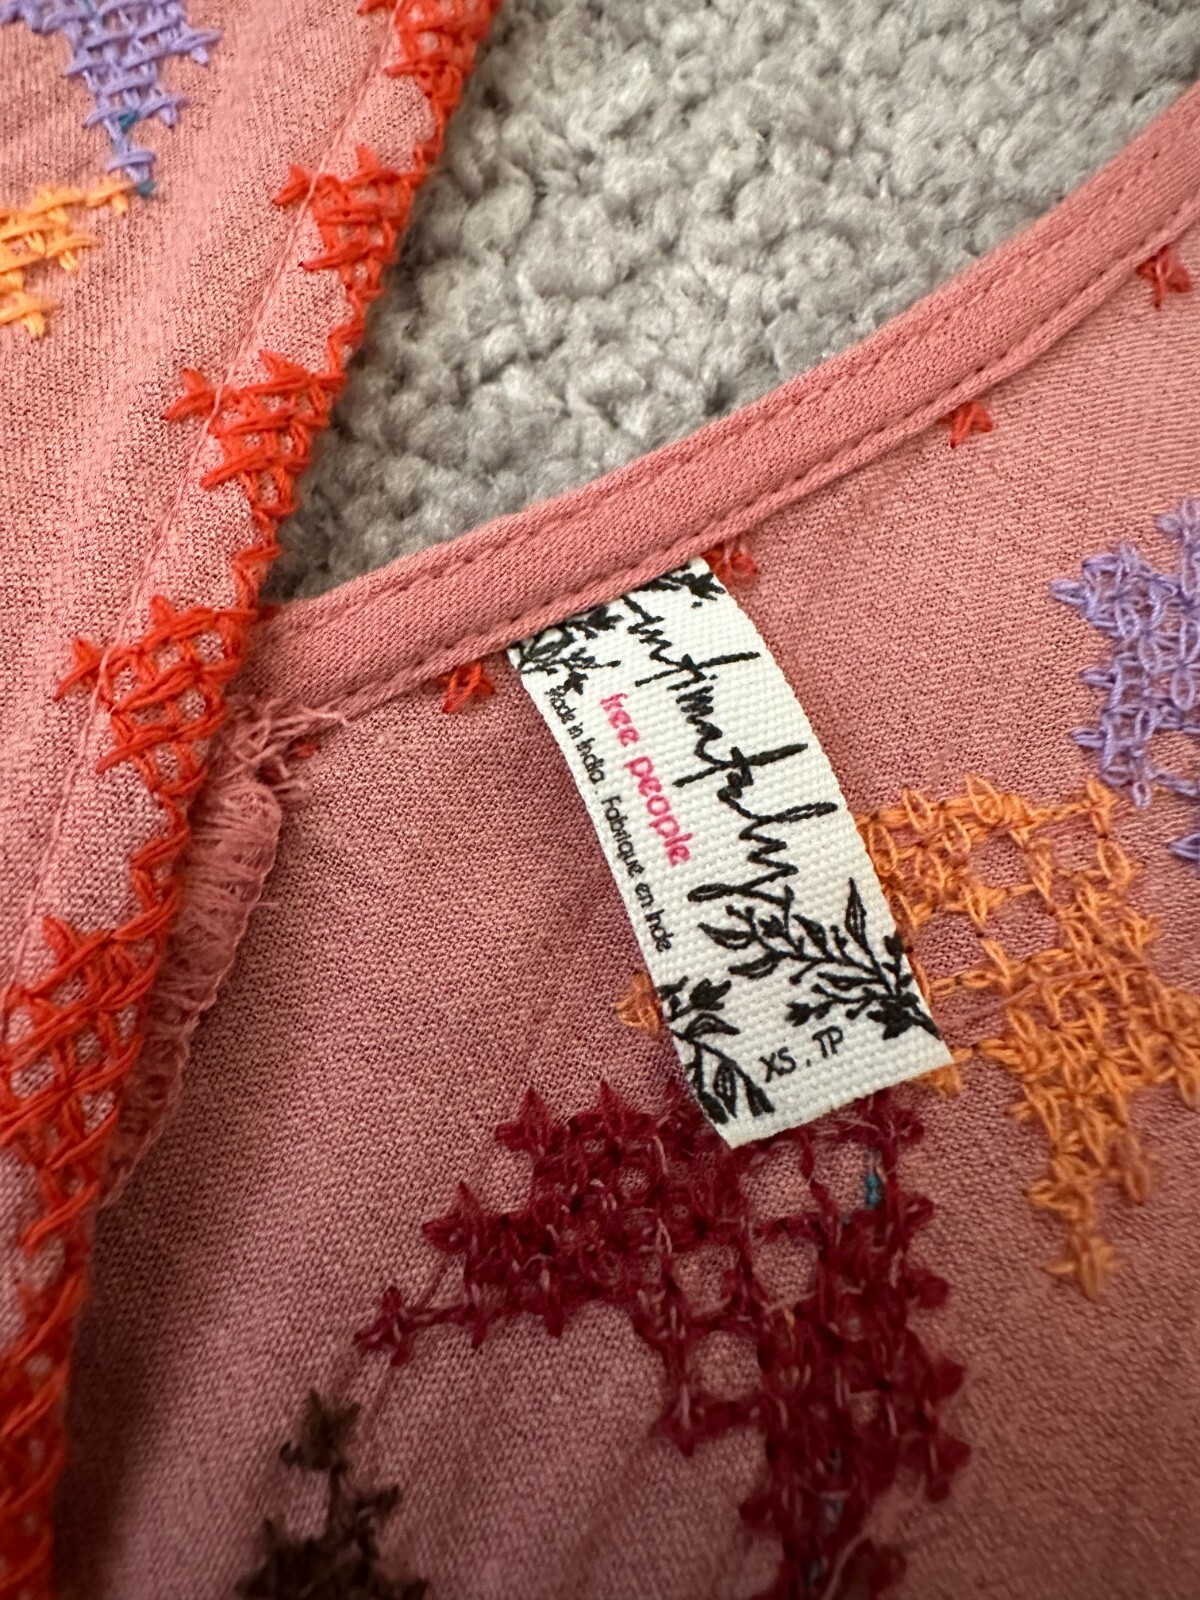 intimately
free people
Made in India . Fabriqué en Inde
XS . TP